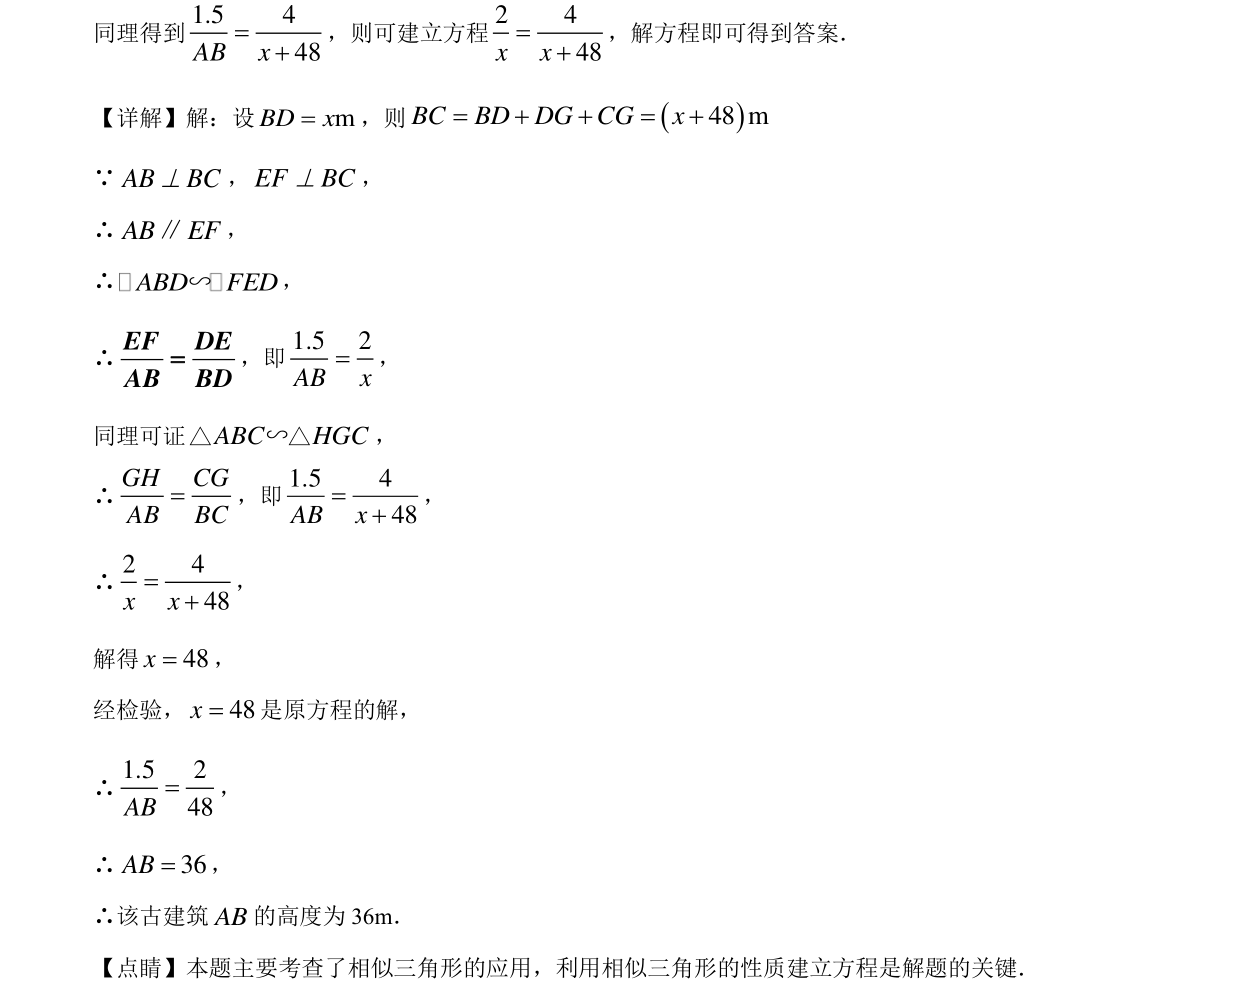 同理得到 1.5/AB = 4/(x+48)，则可建立方程 2/x = 4/(x+48)，解方程即可得到答案．
【详解】解：设 BD = xm，则 BC = BD + DG + CG = (x+48)m
∵ AB ⊥ BC， EF ⊥ BC，
∴ AB ∥ EF，
∴ □ABD∽□FED，
∴ EF/AB = DE/BD，即 1.5/AB = 2/x，
同理可证△ABC∽△HGC，
∴ GH/AB = CG/BC，即 1.5/AB = 4/(x+48)，
∴ 2/x = 4/(x+48)，
解得 x = 48，
经检验， x = 48 是原方程的解，
∴ 1.5/AB = 2/48，
∴ AB = 36，
∴该古建筑 AB 的高度为 36m．
【点睛】本题主要考查了相似三角形的应用，利用相似三角形的性质建立方程是解题的关键．